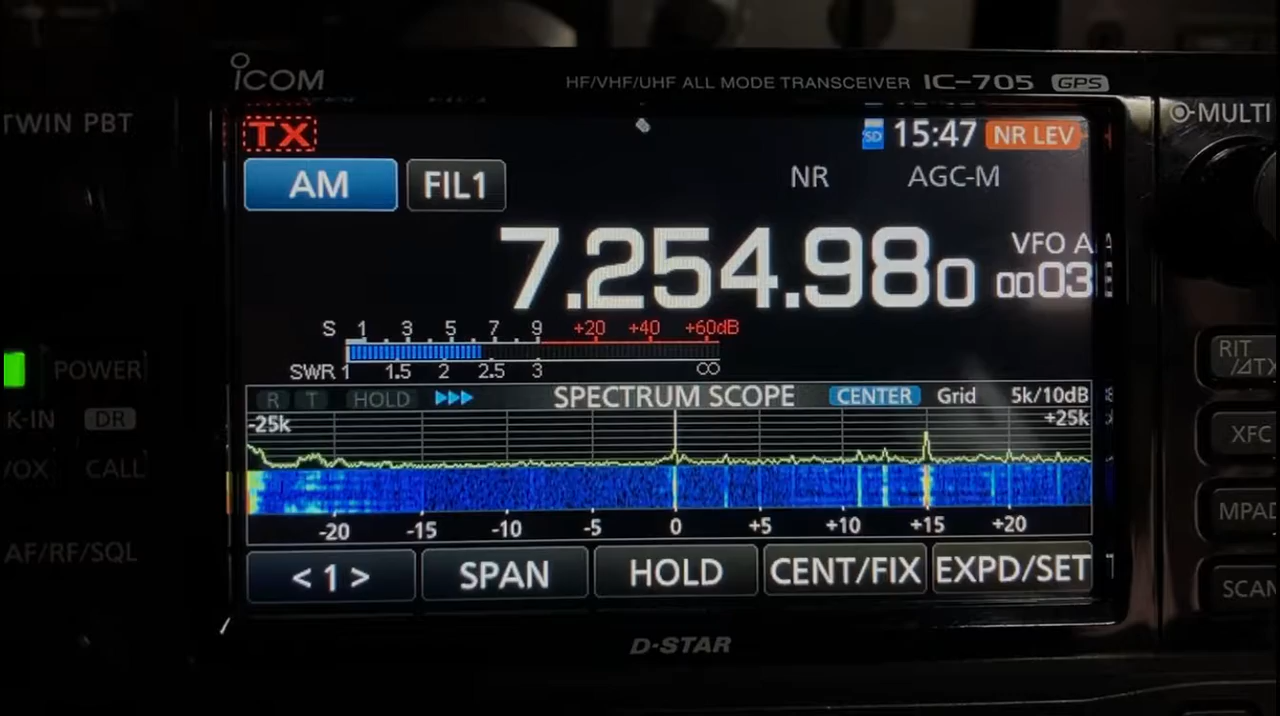 ICOM HF/VHF/UHF ALL MODE TRANSCEIVER IC-705 GPS
TWIN PBT MULTI
TX SD 15:47 NR LEV
AM FIL1 NR AGC-M
7.254.980 VFO A
0003
S 1 3 5 7 9 +20 +40 +60dB
SWR 1 1.5 2 2.5 3 ∞
POWER
RIT
/⊿TX
R T HOLD SPECTRUM SCOPE CENTER Grid 5k/10dB
-25k +25k
K-IN DR XFC
VOX CALL
-20 -15 -10 -5 0 +5 +10 +15 +20
MPAD
AF/RF/SQL
< 1 > SPAN HOLD CENT/FIX EXPD/SET
SCAN
D-STAR